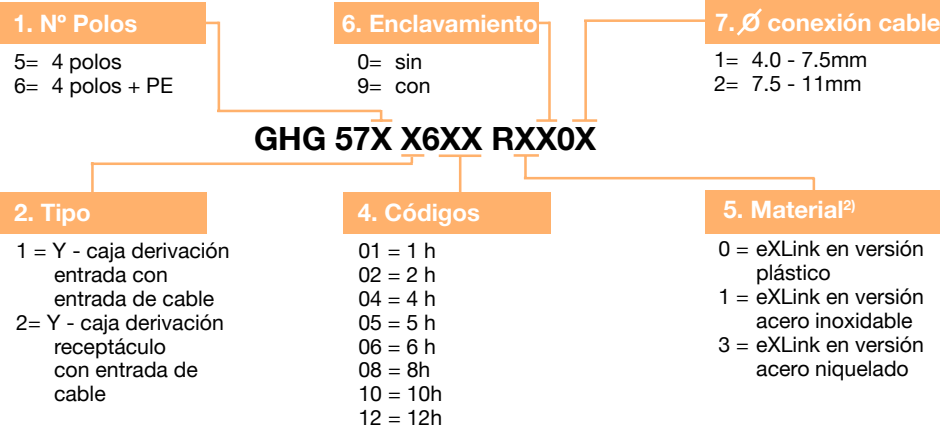 1. Nº Polos
5= 4 polos
6= 4 polos + PE
6. Enclavamiento
0= sin
9= con
7. Ø conexión cable
1= 4.0 - 7.5mm
2= 7.5 - 11mm
GHG 57X X6XX RXX0X
2. Tipo
1 = Y - caja derivación
entrada con
entrada de cable
2= Y - caja derivación
receptáculo
con entrada de
cable
4. Códigos
01 = 1 h
02 = 2 h
04 = 4 h
05 = 5 h
06 = 6 h
08 = 8h
10 = 10h
12 = 12h
5. Material2)
0 = eXLink en versión
plástico
1 = eXLink en versión
acero inoxidable
3 = eXLink en versión
acero niquelado